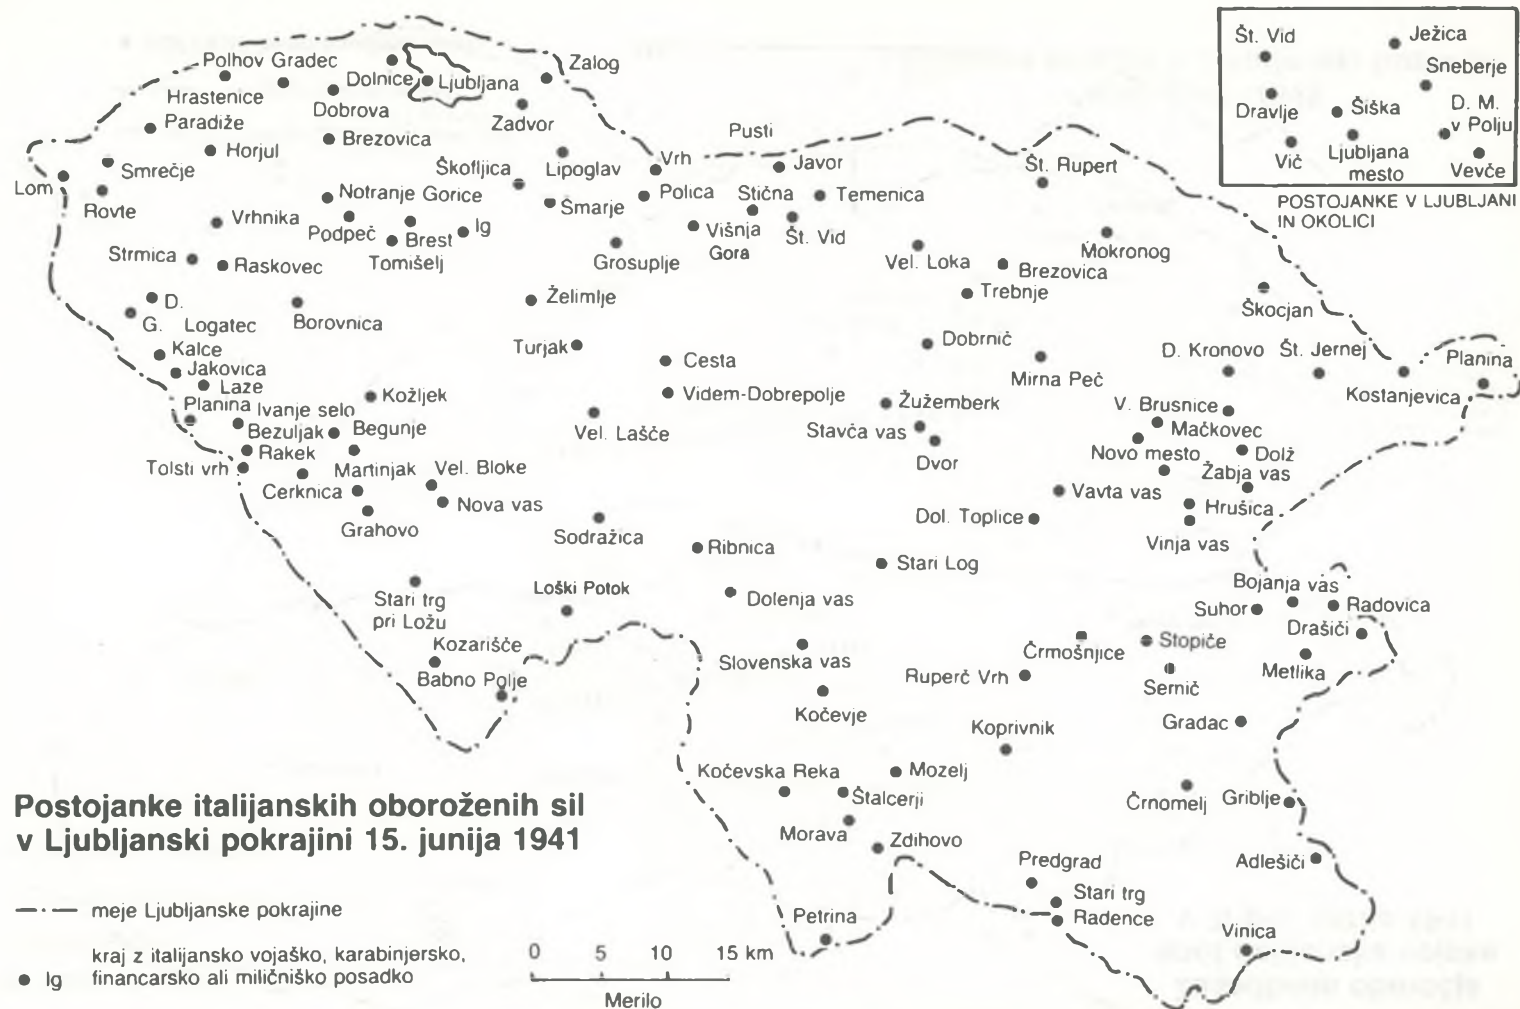 Št. Vid
Ježica
Sneberje
Dravlje
Šiška
D. M.
v Polju
Vič
Ljubljana
mesto
Vevče
POSTOJANKE V LJUBLJANI
IN OKOLICI
Polhov Gradec
Dolnice
Ljubljana
Zalog
Hrastenice
Dobrova
Zadvor
Paradiže
Brezovica
Pusti
Horjul
Škofljica
Lipoglav
Vrh
Javor
Št. Rupert
Smrečje
Lom
Rovte
Notranje Gorice
Šmarje
Polica
Stična
Temenica
Vrhnika
Podpeč
Brest
Ig
Višnja
Gora
Št. Vid
Mokronog
Strmica
Raskovec
Tomišelj
Grosuplje
Vel. Loka
Brezovica
Želimlje
Trebnje
Škocjan
D.
G.
Logatec
Borovnica
Kalce
Turjak
Dobrnič
D. Kronovo
Št. Jernej
Planina
Jakovica
Cesta
Mirna Peč
Laze
Kožljek
Videm-Dobrepolje
Kostanjevica
Planina
Ivanje selo
Žužemberk
V. Brusnice
Bezuljak
Begunje
Vel. Lašče
Stavča vas
Mačkovec
Rakek
Dvor
Novo mesto
Dolž
Tolsti vrh
Martinjak
Vel. Bloke
Žabja vas
Cerknica
Nova vas
Vavta vas
Hrušica
Grahovo
Dol. Toplice
Sodražica
Vinja vas
Ribnica
Stari Log
Stari trg
pri Ložu
Loški Potok
Dolenja vas
Bojanja vas
Suhor
Radovica
Drašiči
Kozarišče
Slovenska vas
Črmošnjice
Stopiče
Babno Polje
Ruperč Vrh
Sernič
Metlika
Kočevje
Gradac
Koprivnik
Kočevska Reka
Mozelj
Štalcerji
Črnomelj
Griblje
Morava
Zdihovo
Predgrad
Adlešiči
Stari trg
Petrina
Radence
Vinica
Postojanke italijanskih oboroženih sil
v Ljubljanski pokrajini 15. junija 1941
meje Ljubljanske pokrajine
kraj z italijansko vojaško, karabinjersko,
Ig financarsko ali miličniško posadko
0 5 10 15 km
Merilo